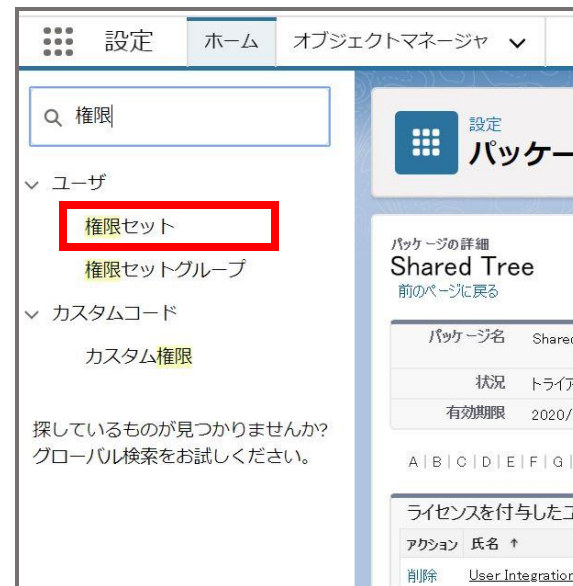 設定
ホーム
オブジェクトマネージャ
権限
ユーザ
権限セット
権限セットグループ
カスタムコード
カスタム権限
探しているものが見つかりませんか?
グローバル検索をお試しください。
設定
パッケー
パッケージの詳細
Shared Tree
前のページに戻る
パッケージ名 Shared
状況 トライア
有効期限 2020/
A | B | C | D | E | F | G |
ライセンスを付与したユ
アクション 氏名 ↑
削除 User Integration